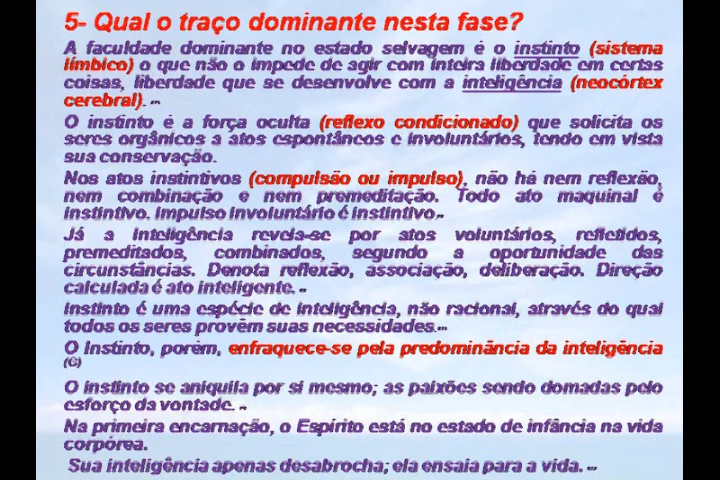 5- Qual o traço dominante nesta fase?
A faculdade dominante no estado selvagem é o instinto (sistema
límbico) o que não o impede de agir com inteira liberdade em certas
coisas, liberdade que se desenvolve com a inteligência (neocórtex
cerebral).
O instinto é a força oculta (reflexo condicionado) que solicita os
seres orgânicos a atos espontâneos e involuntários, tendo em vista
sua conservação.
Nos atos instintivos (compulsão ou impulso), não há nem reflexão,
nem combinação e nem premeditação. Todo ato maquinal é
instintivo. Impulso involuntário é instintivo
Já a inteligência revela-se por atos voluntários, refletidos,
premeditados, combinados, segundo a oportunidade das
circunstâncias. Denota reflexão, associação, deliberação. Direção
calculada é ato inteligente.
Instinto é uma espécie de inteligência, não racional, através do qual
todos os seres provêm suas necessidades.
O Instinto, porém, enfraquece-se pela predominância da inteligência
O instinto se aniquila por si mesmo; as paixões sendo domadas pelo
esforço da vontade.
Na primeira encarnação, o Espírito está no estado de infância na vida
corpórea.
Sua inteligência apenas desabrocha; ela ensaia para a vida.